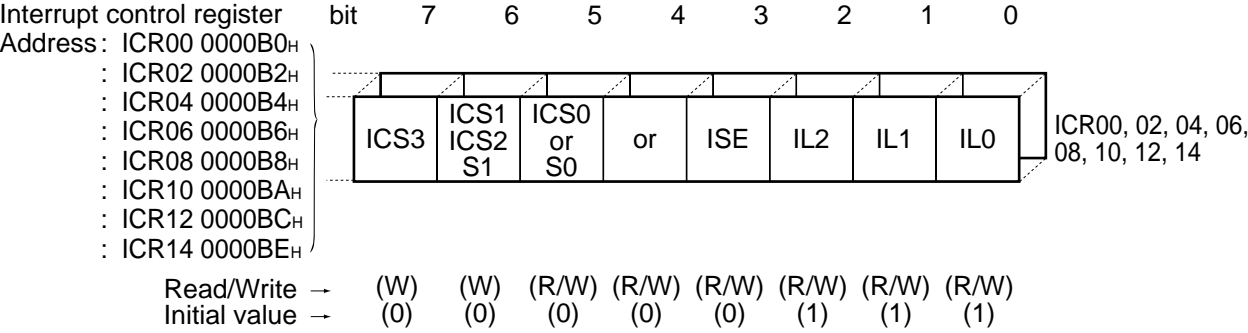 Interrupt control register bit 7 6 5 4 3 2 1 0
Address : ICR00 0000B0H
: ICR02 0000B2H
: ICR04 0000B4H
: ICR06 0000B6H
: ICR08 0000B8H
: ICR10 0000BAH
: ICR12 0000BCH
: ICR14 0000BEH
ICS3
ICS1
ICS2
S1
ICS0
or
S0
or
ISE
IL2
IL1
IL0
ICR00, 02, 04, 06,
08, 10, 12, 14
Read/Write → (W) (W) (R/W) (R/W) (R/W) (R/W) (R/W) (R/W)
Initial value → (0) (0) (0) (0) (0) (1) (1) (1)